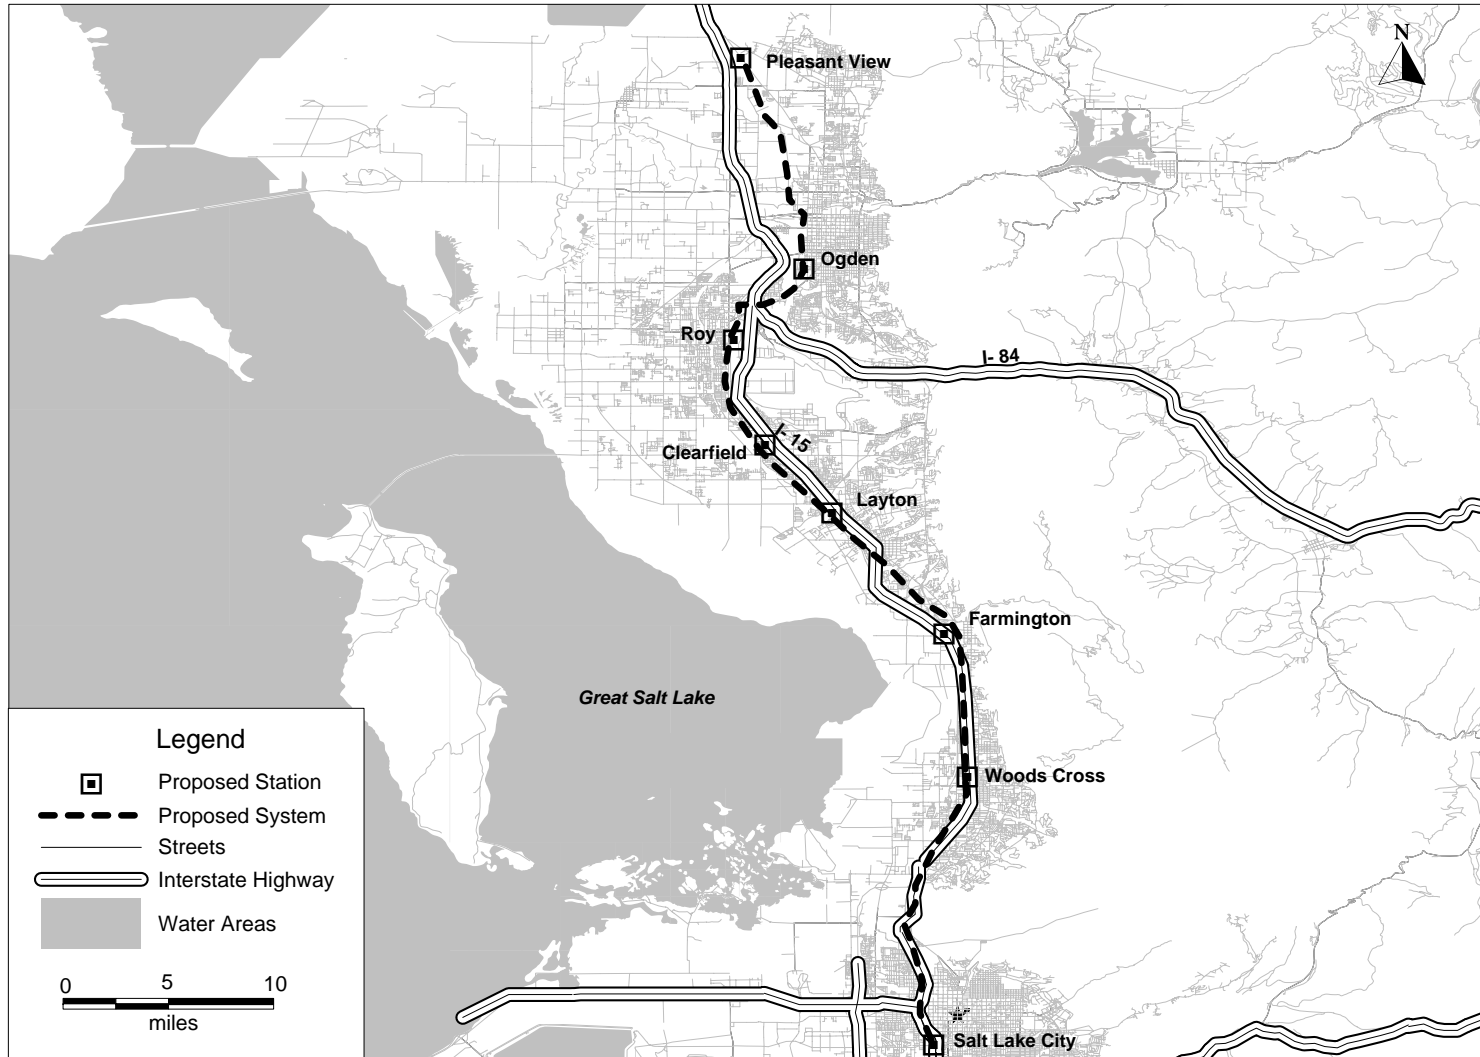 N
Pleasant View
Ogden
Roy
I- 84
I- 15
Clearfield
Layton
Farmington
Great Salt Lake
Woods Cross
Salt Lake City
Legend
Proposed Station
Proposed System
Streets
Interstate Highway
Water Areas
0 5 10
miles